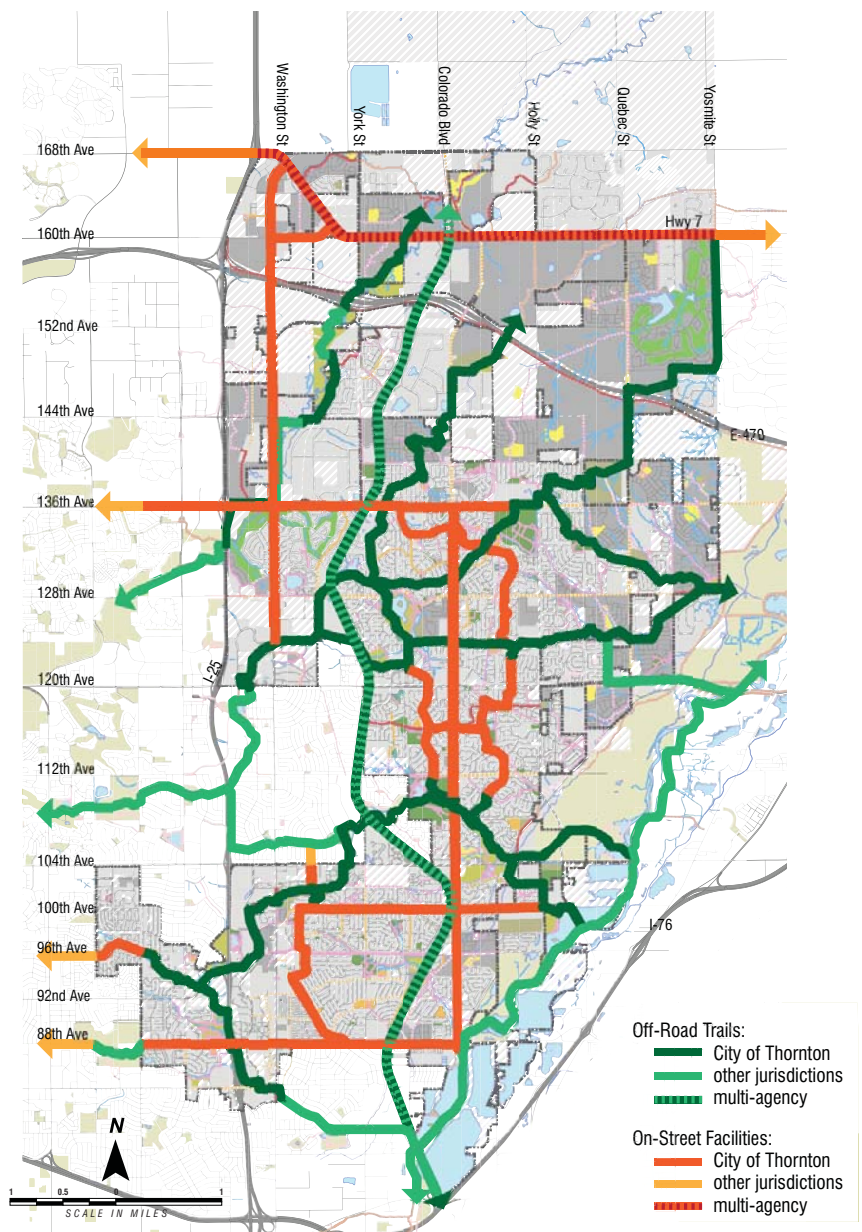 Washington St
York St
Colorado Blvd
Holly St
Quebec St
Yosmite St
168th Ave
Hwy 7
160th Ave
152nd Ave
144th Ave
E-470
136th Ave
128th Ave
I-25
120th Ave
112th Ave
104th Ave
100th Ave
I-76
96th Ave
92nd Ave
88th Ave
Off-Road Trails:
City of Thornton
other jurisdictions
multi-agency
On-Street Facilities:
City of Thornton
other jurisdictions
multi-agency
N
1 0.5 0 1
SCALE IN MILES